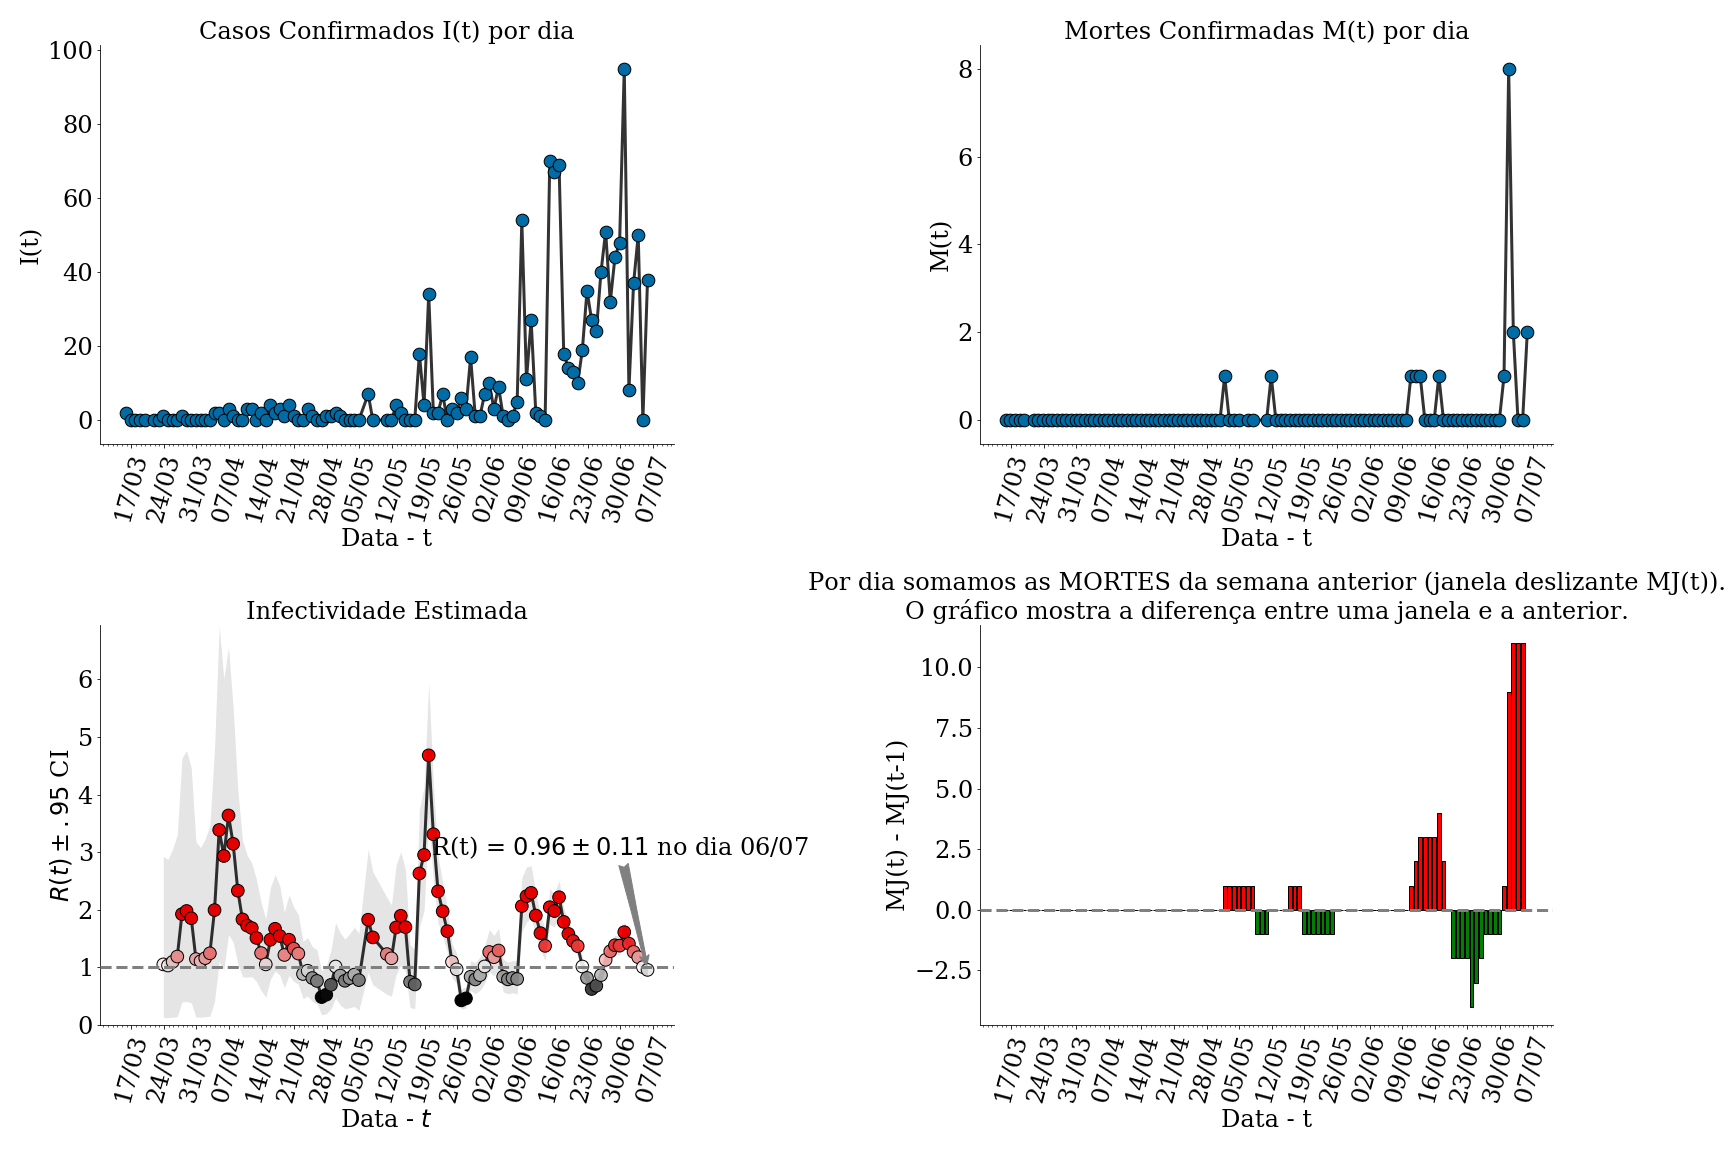 Casos Confirmados I(t) por dia
100
80
60
40
20
0
I(t)
17/03 24/03 31/03 07/04 14/04 21/04 28/04 05/05 12/05 19/05 26/05 02/06 09/06 16/06 23/06 30/06 07/07
Data - t
Mortes Confirmadas M(t) por dia
8
6
4
2
0
M(t)
17/03 24/03 31/03 07/04 14/04 21/04 28/04 05/05 12/05 19/05 26/05 02/06 09/06 16/06 23/06 30/06 07/07
Data - t
Infectividade Estimada
6
5
4
3
2
1
0
R(t) ± .95 CI
R(t) = 0.96 ± 0.11 no dia 06/07
17/03 24/03 31/03 07/04 14/04 21/04 28/04 05/05 12/05 19/05 26/05 02/06 09/06 16/06 23/06 30/06 07/07
Data - t
Por dia somamos as MORTES da semana anterior (janela deslizante MJ(t)).
O gráfico mostra a diferença entre uma janela e a anterior.
10.0
7.5
5.0
2.5
0.0
−2.5
MJ(t) - MJ(t-1)
17/03 24/03 31/03 07/04 14/04 21/04 28/04 05/05 12/05 19/05 26/05 02/06 09/06 16/06 23/06 30/06 07/07
Data - t